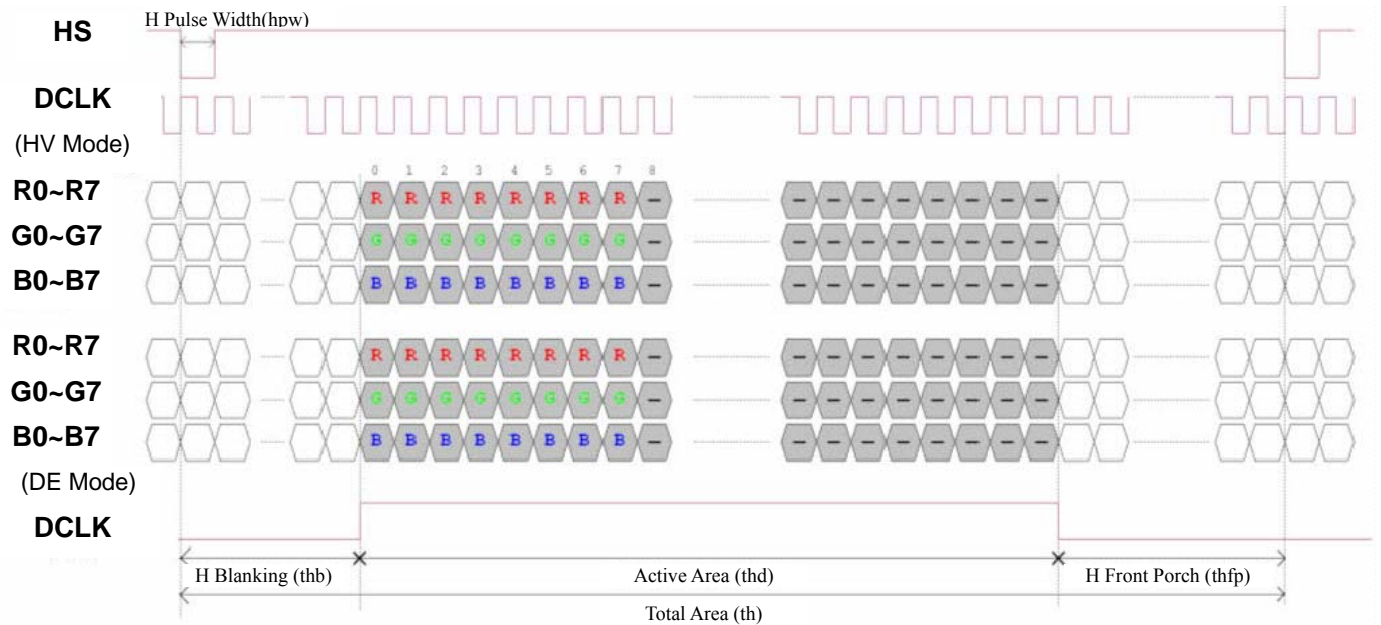 H Pulse Width(hpw)
HS
DCLK
(HV Mode)
0 1 2 3 4 5 6 7 8
R0~R7 R R R R R R R R – – – – – – – – –
G0~G7 G G G G G G G G – – – – – – – – –
B0~B7 B B B B B B B B – – – – – – – – –
R0~R7 R R R R R R R R – – – – – – – – –
G0~G7 G G G G G G G G – – – – – – – – –
B0~B7 B B B B B B B B – – – – – – – – –
(DE Mode)
DCLK
H Blanking (thb) Active Area (thd) H Front Porch (thfp)
Total Area (th)